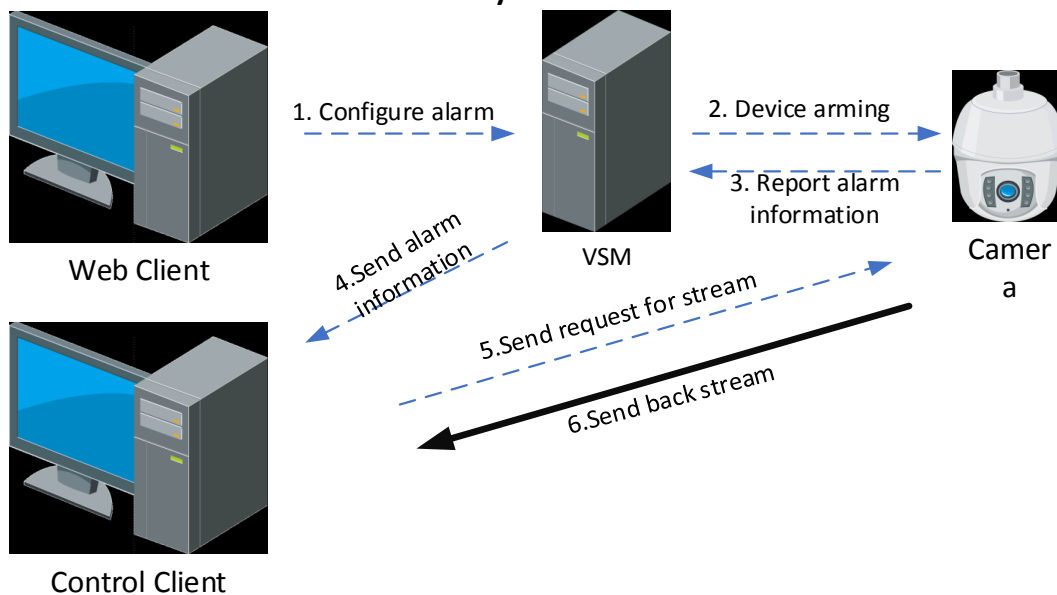 1. Configure alarm
2. Device arming
3. Report alarm
information
Web Client
VSM
Camer
a
4.Send alarm
information
5.Send request for stream
6.Send back stream
Control Client